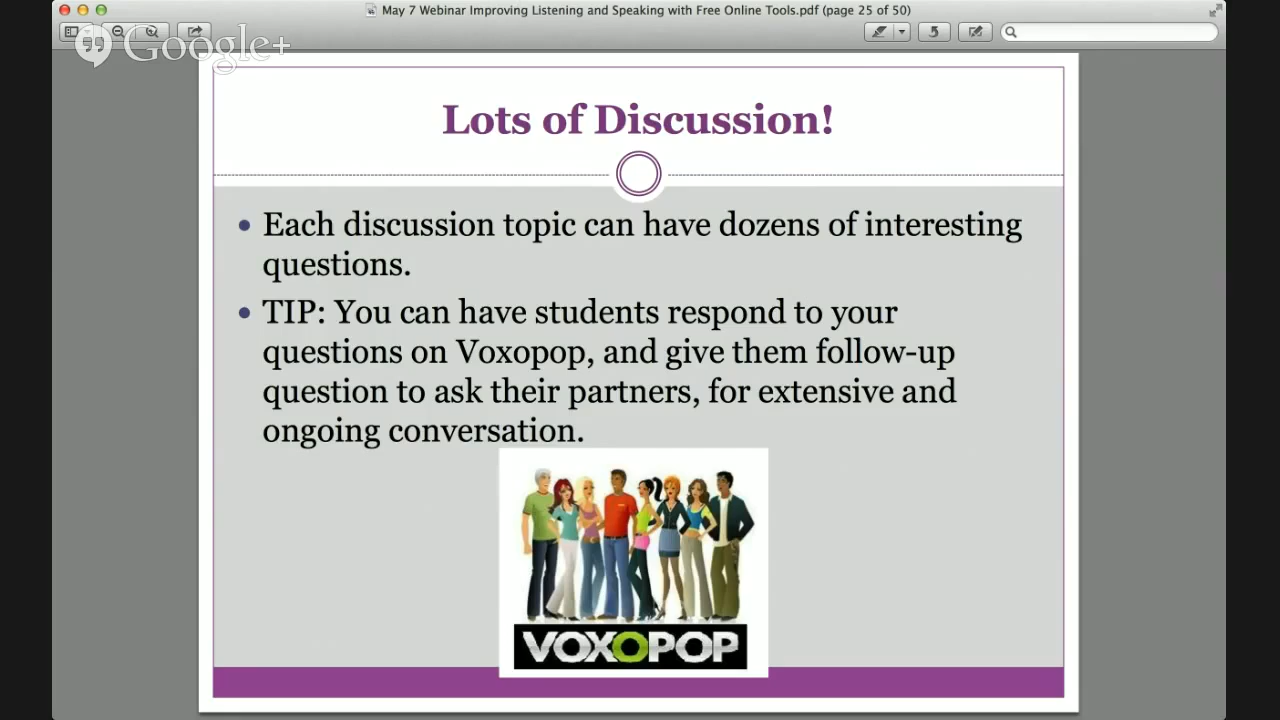 May 7 Webinar Improving Listening and Speaking with Free Online Tools.pdf (page 25 of 50)
Google+
Lots of Discussion!
• Each discussion topic can have dozens of interesting
questions.
• TIP: You can have students respond to your
questions on Voxopop, and give them follow-up
question to ask their partners, for extensive and
ongoing conversation.
VOXOPOP